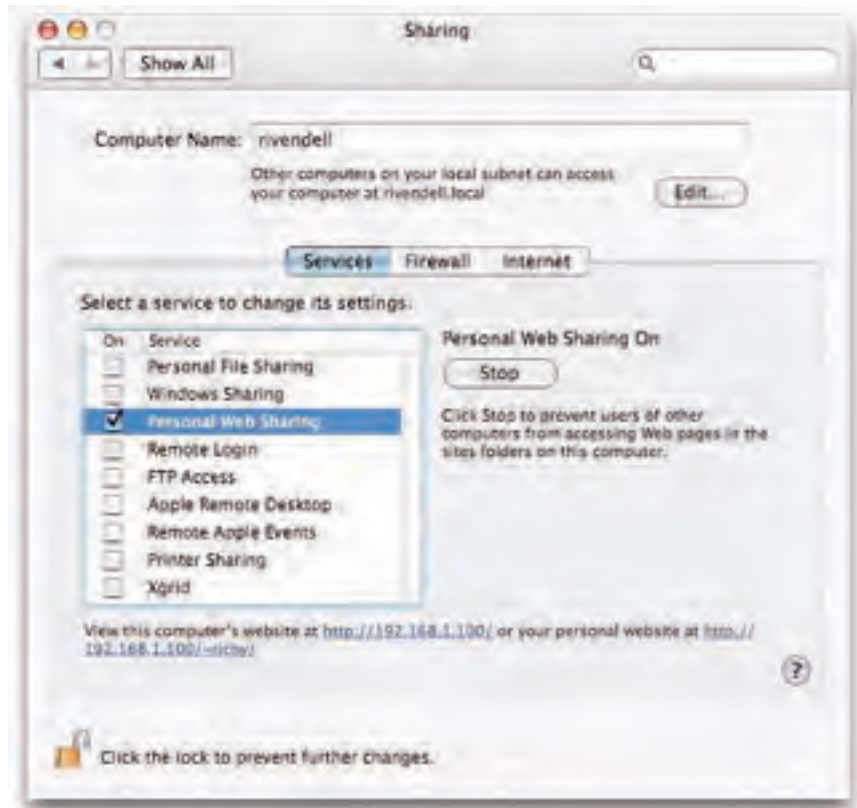 Sharing
Show All
Computer Name: rivendell
Other computers on your local subnet can access
your computer at rivendell.local
Edit...
Services Firewall Internet
Select a service to change its settings.
On Service
Personal File Sharing
Windows Sharing
Personal Web Sharing
Remote Login
FTP Access
Apple Remote Desktop
Remote Apple Events
Printer Sharing
Xgrid
Personal Web Sharing On
Stop
Click Stop to prevent users of other
computers from accessing Web pages in the
sites folders on this computer.
View this computer's website at http://192.168.1.100/ or your personal website at http://
192.168.1.100/
?
Click the lock to prevent further changes.